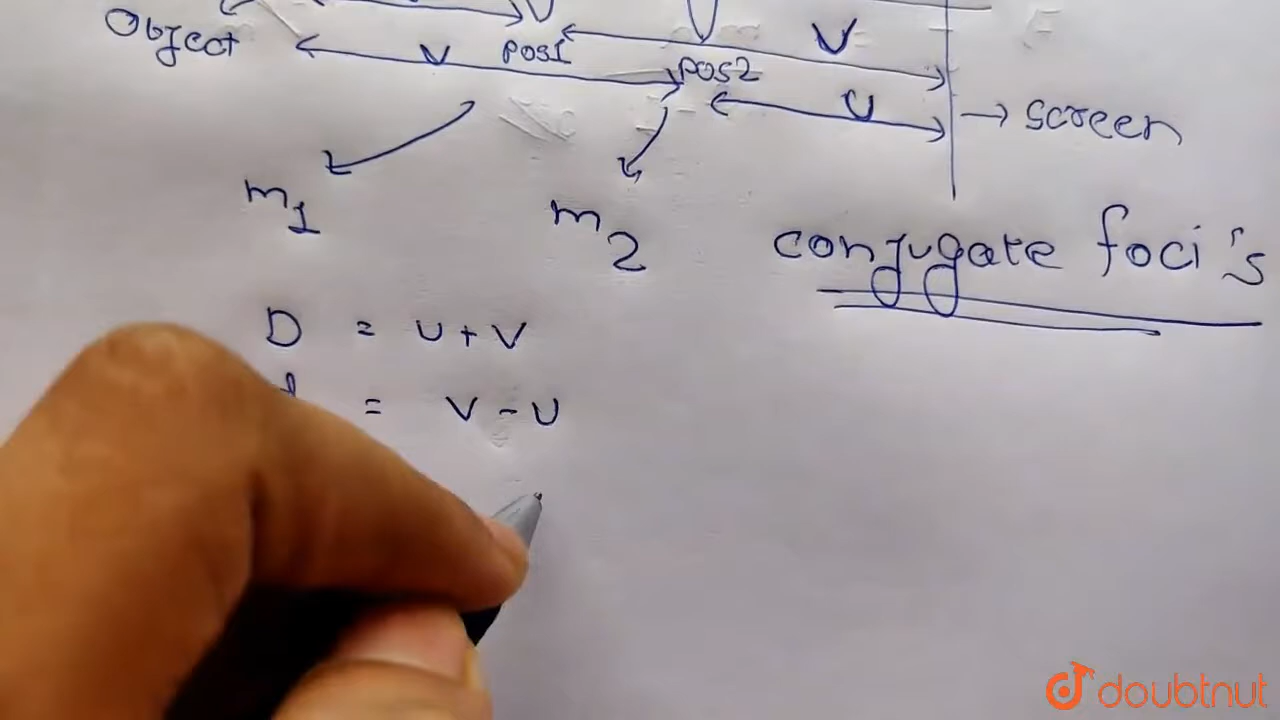 Object
V pos1 V
pos2
U → screen
m1 m2 conjugate foci's
D = U + V
d = V - U
doubtnut